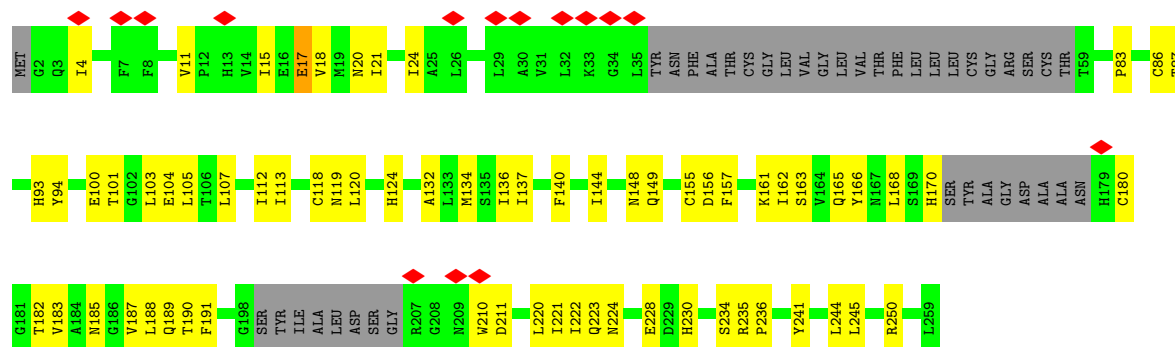 MET G2 Q3 I4 F7 F8 V11 P12 H13 V14 I15 E16 E17 V18 M19 N20 I21 I24 A25 L26 L29 A30 V31 L32 K33 G34 L35 TYR ASN PHE ALA THR CYS GLY LEU VAL GLY LEU VAL THR PHE LEU LEU LEU CYS GLY ARG SER CYS THR T59 P83 C86
H93 Y94 E100 T101 G102 L103 E104 L105 T106 L107 I112 I113 C118 N119 L120 H124 A132 L133 M134 S135 I136 I137 F140 I144 N148 Q149 C155 D156 F157 K161 I162 S163 V164 Q165 Y166 N167 L168 S169 H170 SER TYR ALA GLY ASP ALA ALA ASN H179 C180
G181 T182 V183 A184 N185 G186 V187 L188 Q189 T190 F191 G198 SER TYR ILE ALA LEU ASP SER GLY R207 G208 N209 W210 D211 L220 I221 I222 Q223 N224 E228 D229 H230 S234 R235 P236 Y241 L244 L245 R250 L259